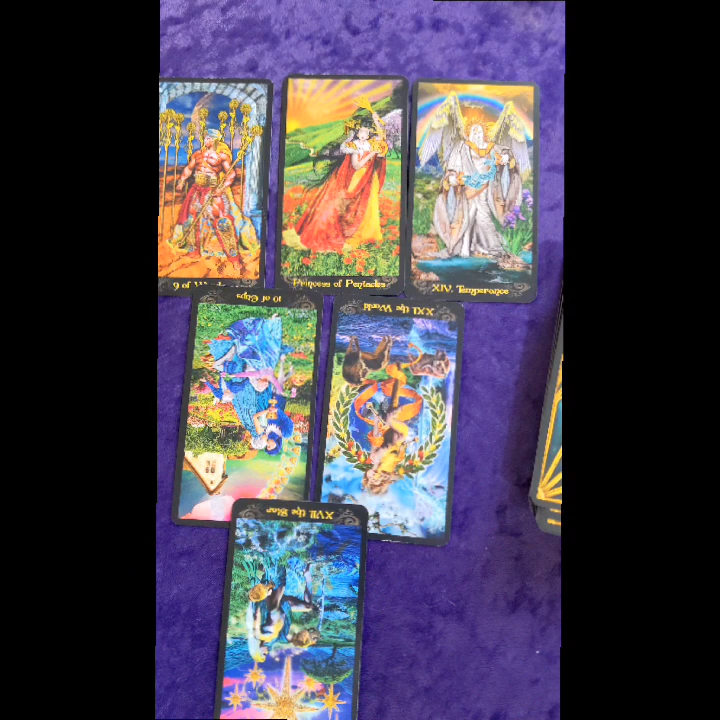 Princess of Pentacles
XIV. Temperance
10 of Cups
XXI. the World
XVII. the Star